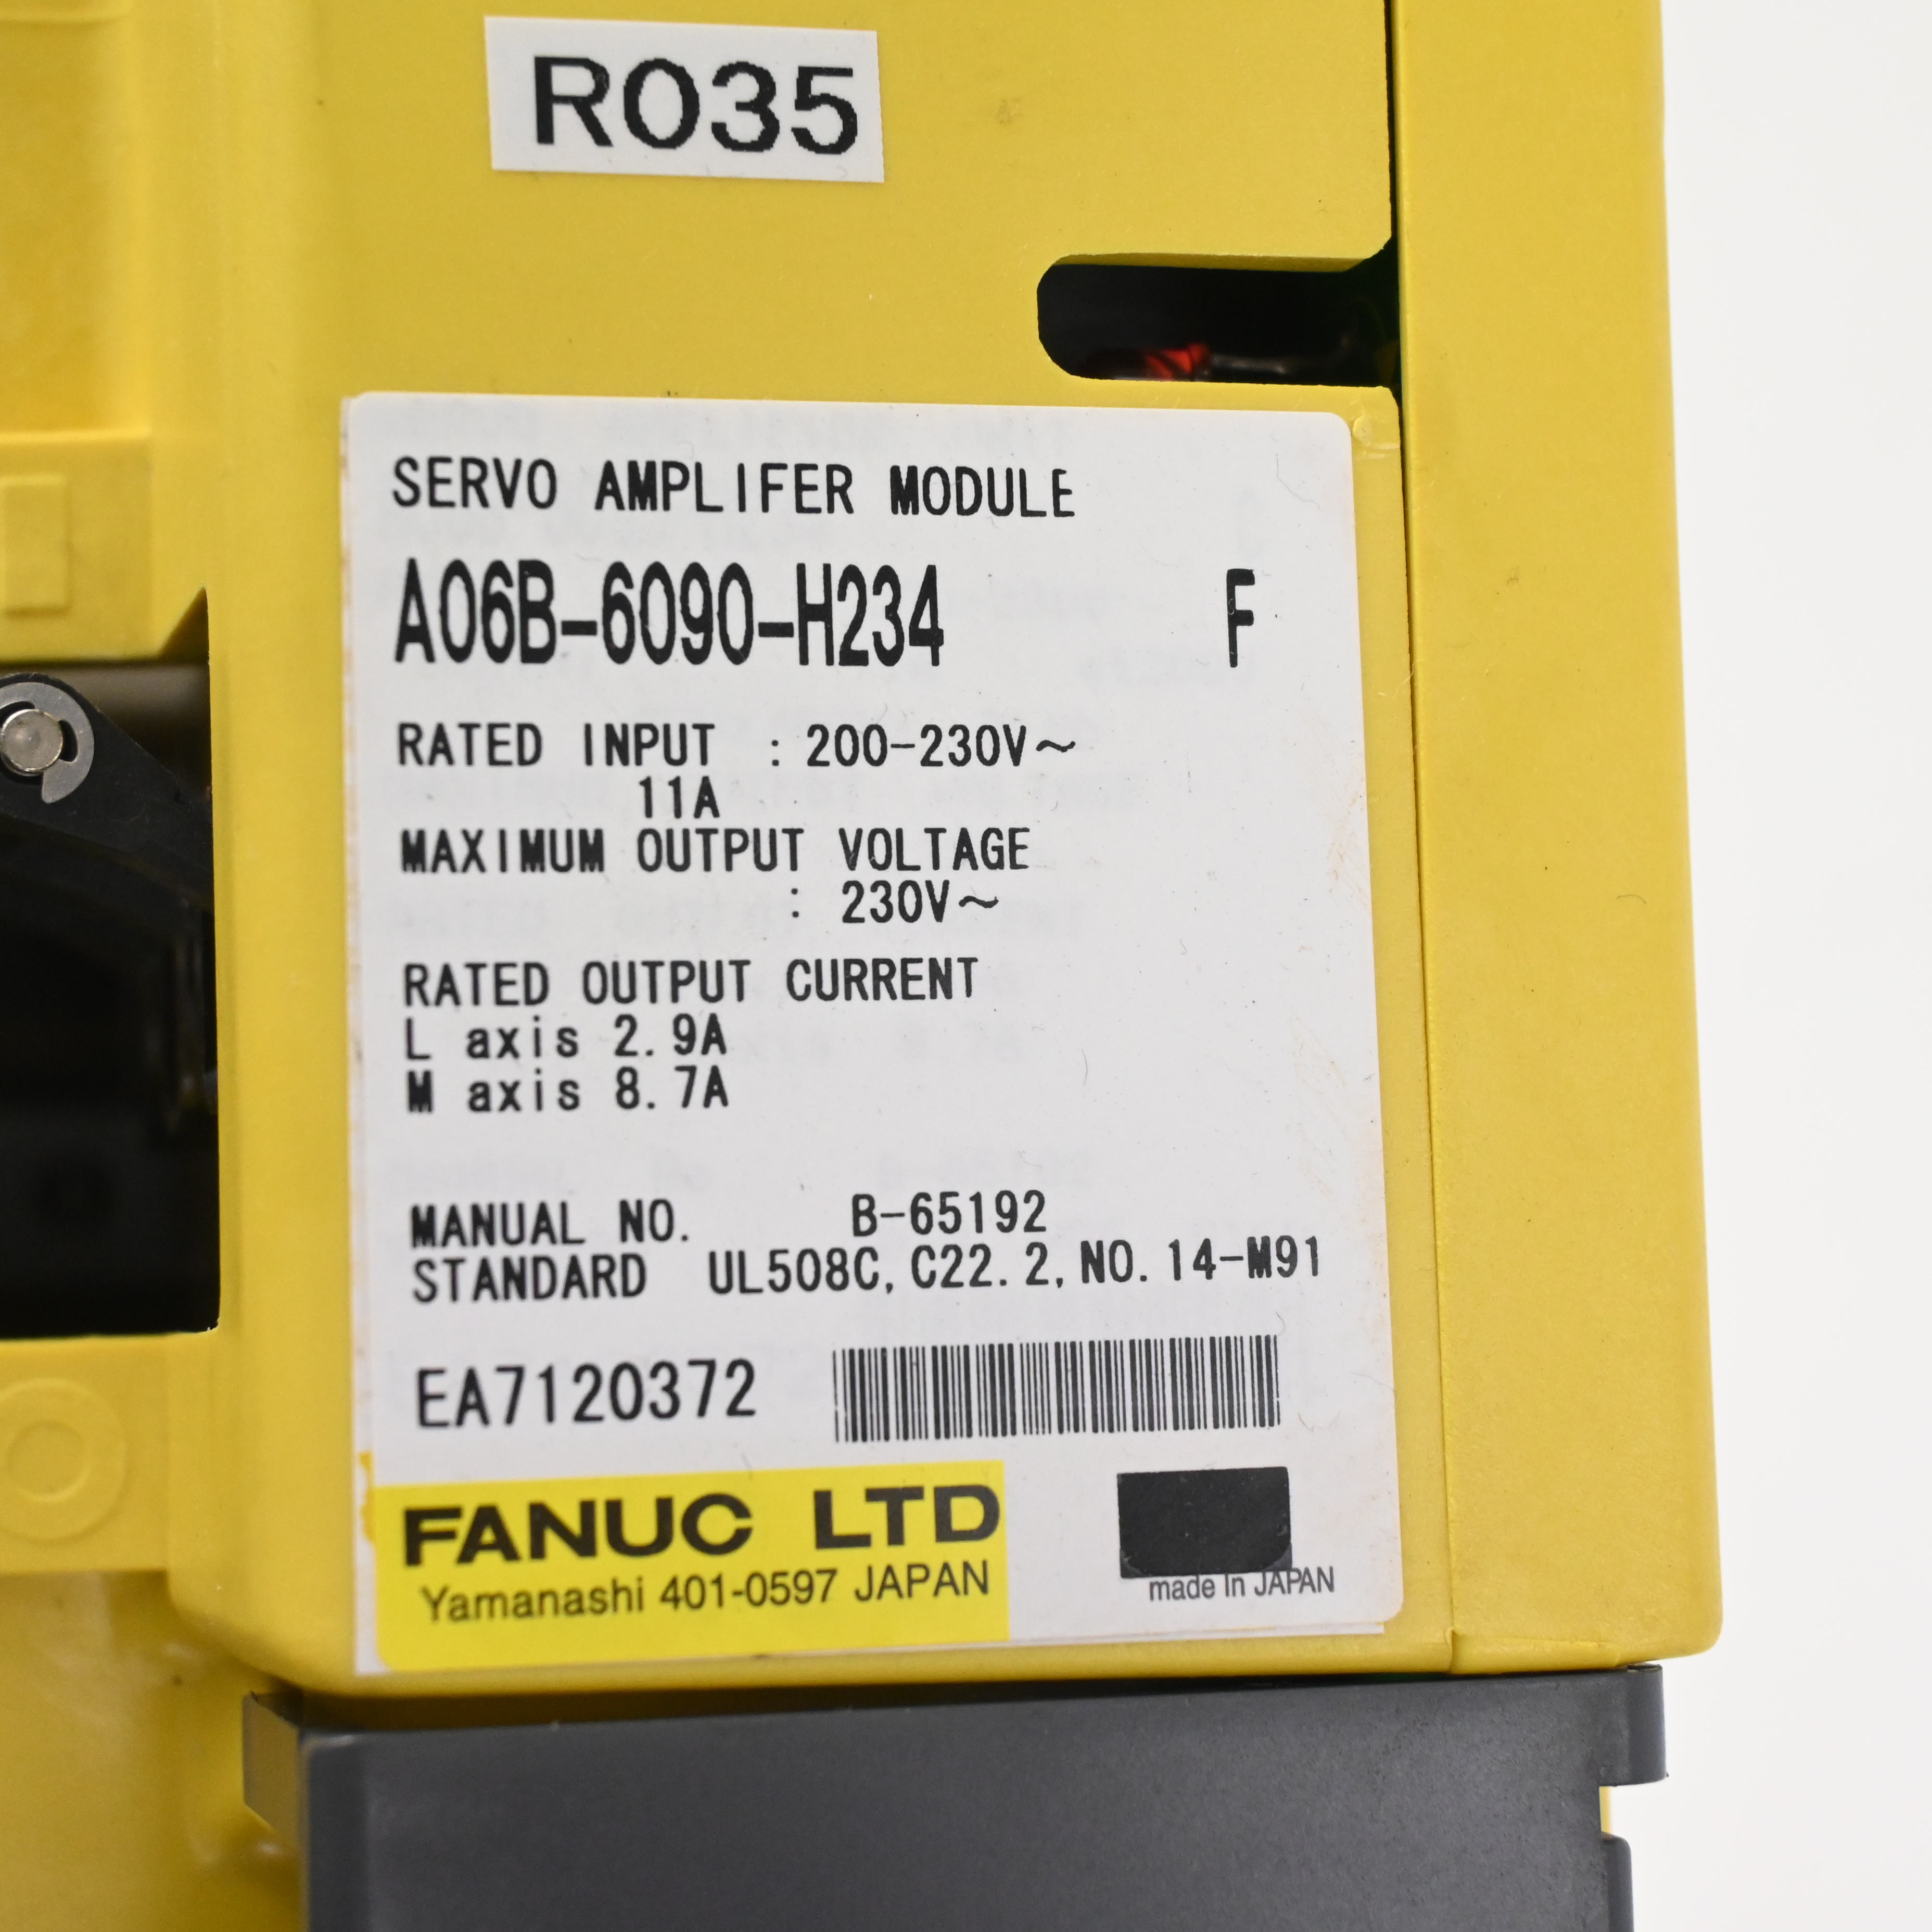 R035
SERVO AMPLIFER MODULE
A06B-6090-H234 F
RATED INPUT : 200-230V～
11A
MAXIMUM OUTPUT VOLTAGE
: 230V～
RATED OUTPUT CURRENT
L axis 2.9A
M axis 8.7A
MANUAL NO. B-65192
STANDARD UL508C, C22.2, NO. 14-M91
EA7120372
FANUC LTD
Yamanashi 401-0597 JAPAN
made In JAPAN